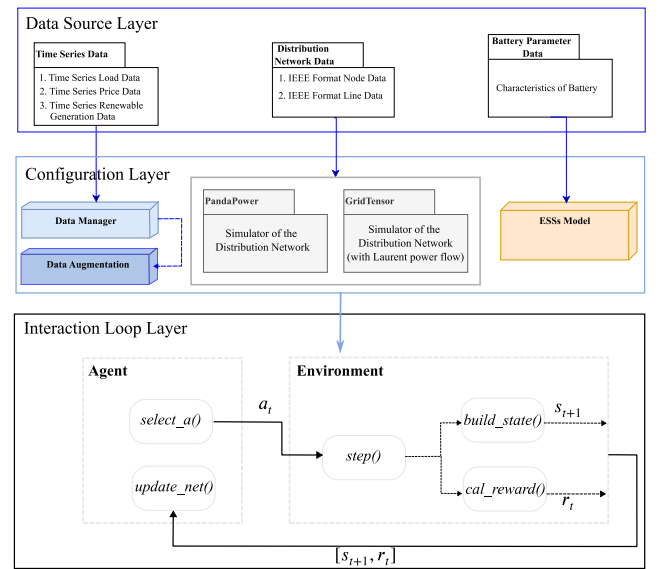 Data Source Layer
Time Series Data
1. Time Series Load Data
2. Time Series Price Data
3. Time Series Renewable
Generation Data
Distribution
Network Data
1. IEEE Format Node Data
2. IEEE Format Line Data
Battery Parameter
Data
Characteristics of Battery
Configuration Layer
Data Manager
Data Augmentation
PandaPower
Simulator of the
Distribution Network
GridTensor
Simulator of the
Distribution Network
(with Laurent power flow)
ESSs Model
Interaction Loop Layer
Agent
select_a()
update_net()
a_t
Environment
step()
build_state()
s_{t+1}
cal_reward()
r_t
[s_{t+1}, r_t]